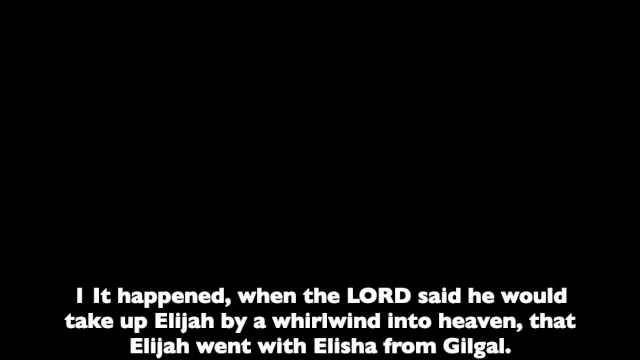 1 It happened, when the LORD said he would
take up Elijah by a whirlwind into heaven, that
Elijah went with Elisha from Gilgal.